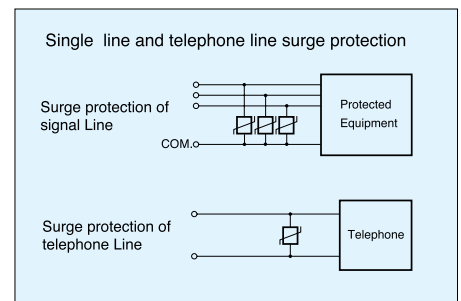 Single line and telephone line surge protection
Surge protection of
signal Line
Protected
Equipment
COM.
Surge protection of
telephone Line
Telephone